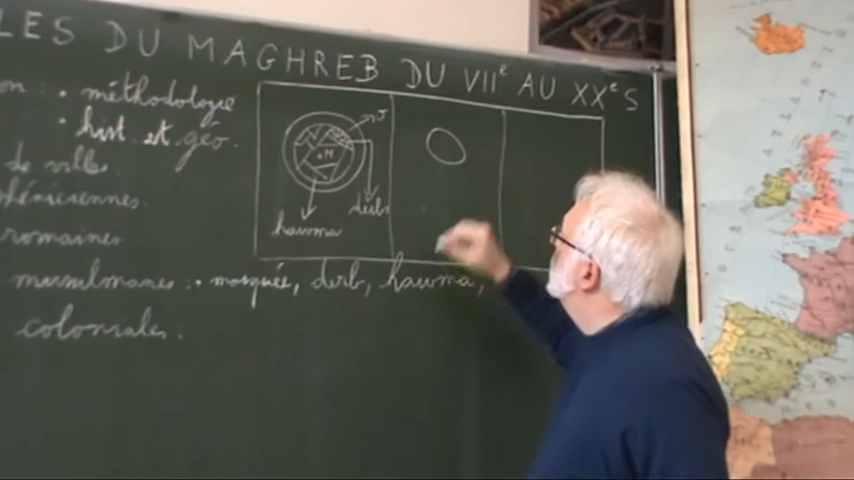 LES DU MAGHREB DU VIIᵉ AU XXᵉ S
on : • méthodologie
• hist et géo.
de villes.
phéniciennes.
romaines
musulmanes : • mosquée, derb, hawma,
coloniales :
J
M
derb
hawma